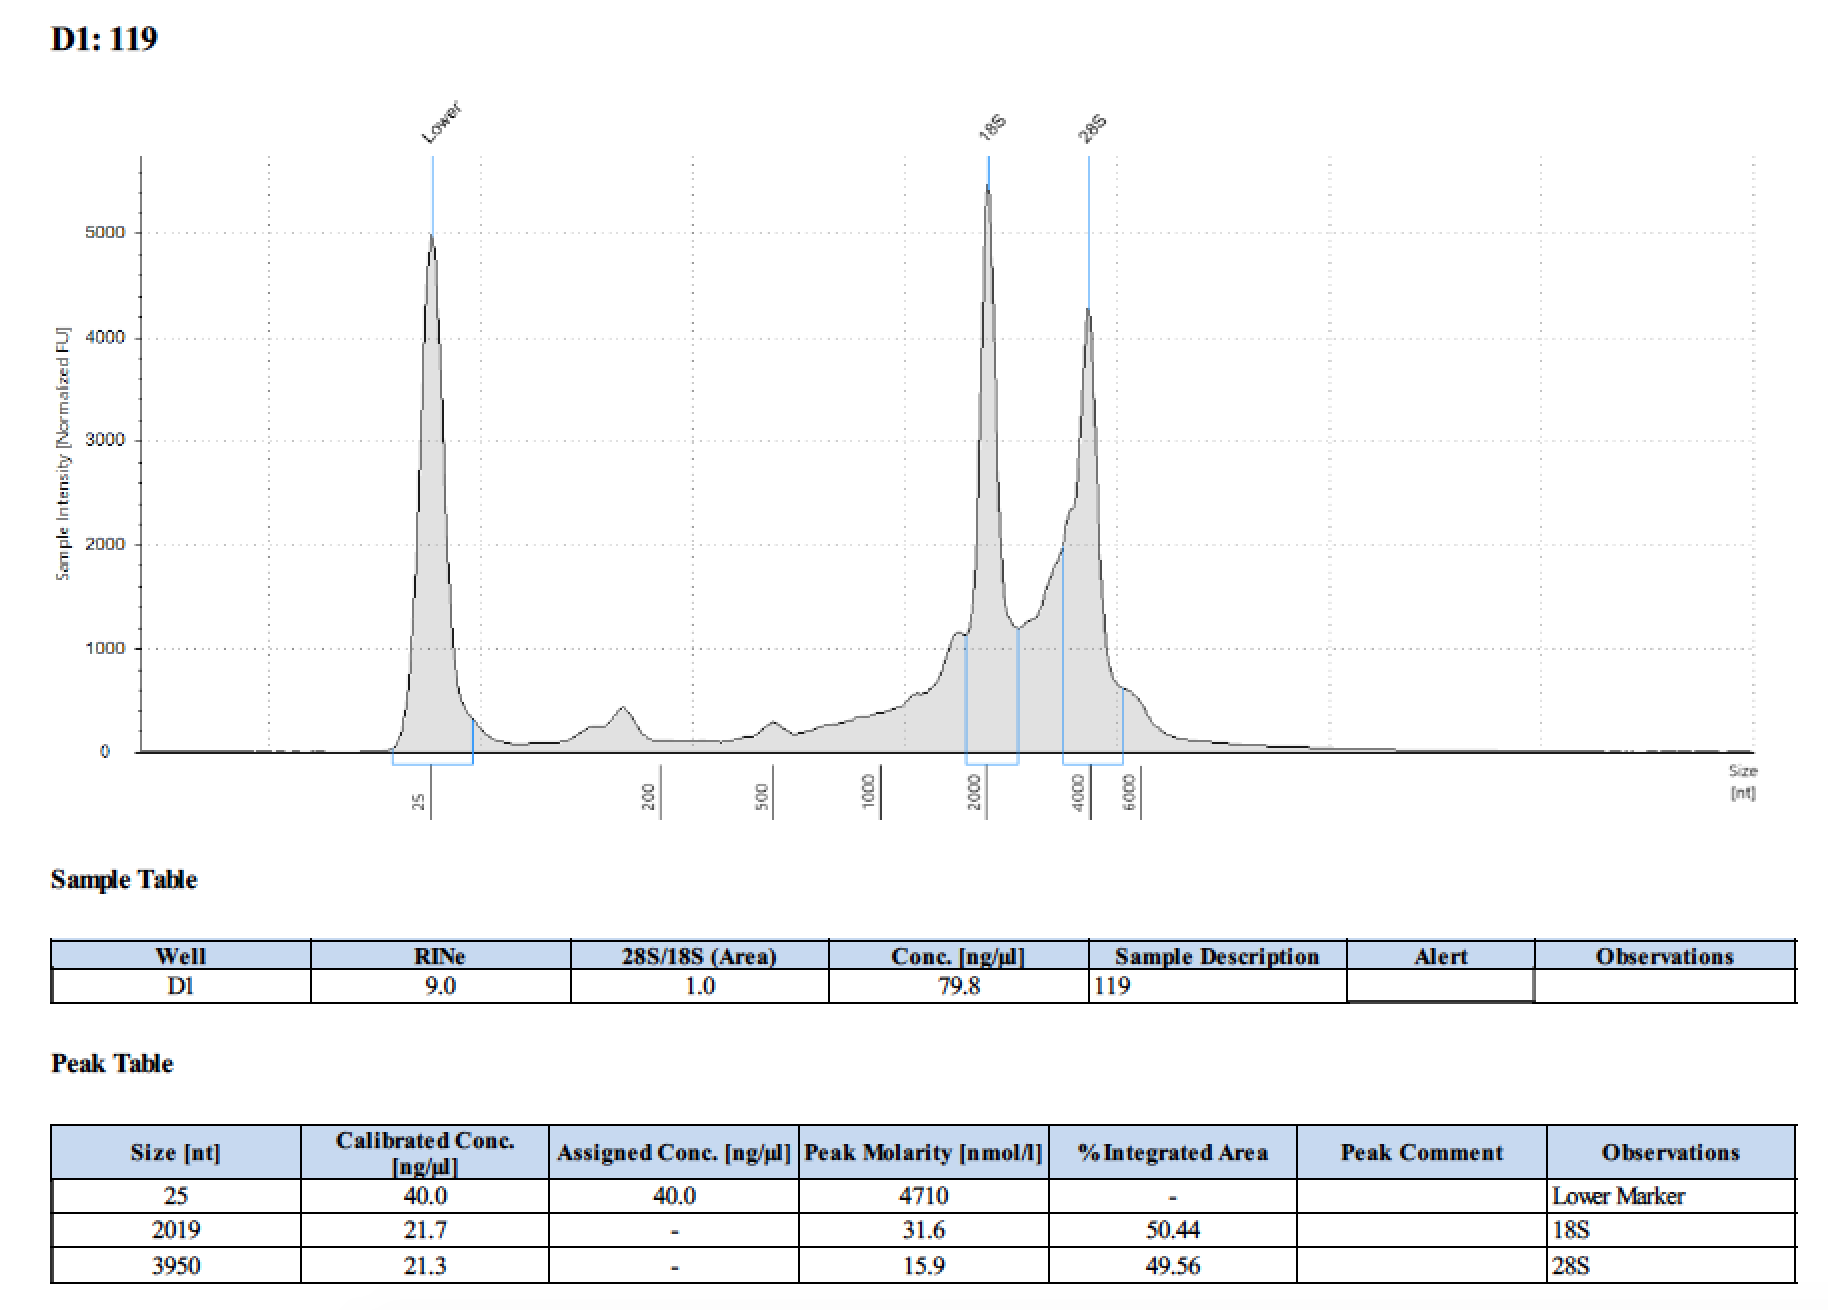 D1: 119
Lower
18S
28S
Sample Intensity [Normalized FU]
5000
4000
3000
2000
1000
0
25
200
500
1000
2000
4000
6000
Size
[nt]
Sample Table
Well RINe 28S/18S (Area) Conc. [ng/µl] Sample Description Alert Observations
D1 9.0 1.0 79.8 119
Peak Table
Size [nt] Calibrated Conc. [ng/µl] Assigned Conc. [ng/µl] Peak Molarity [nmol/l] % Integrated Area Peak Comment Observations
25 40.0 40.0 4710 - Lower Marker
2019 21.7 - 31.6 50.44 18S
3950 21.3 - 15.9 49.56 28S